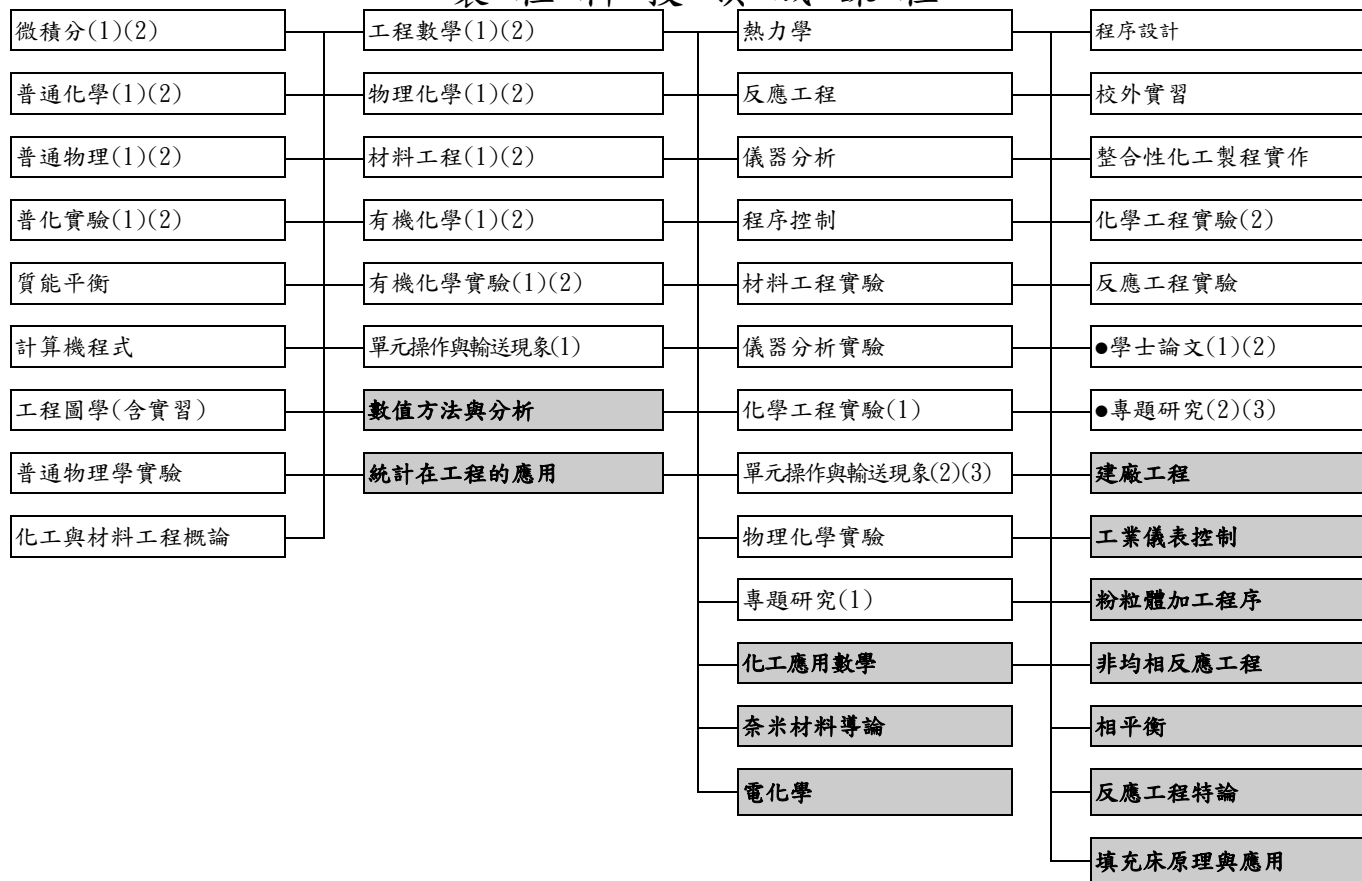 製程科技領域課程
微積分(1)(2)
工程數學(1)(2)
熱力學
程序設計
普通化學(1)(2)
物理化學(1)(2)
反應工程
校外實習
普通物理(1)(2)
材料工程(1)(2)
儀器分析
整合性化工製程實作
普化實驗(1)(2)
有機化學(1)(2)
程序控制
化學工程實驗(2)
質能平衡
有機化學實驗(1)(2)
材料工程實驗
反應工程實驗
計算機程式
單元操作與輸送現象(1)
儀器分析實驗
●學士論文(1)(2)
工程圖學(含實習)
數值方法與分析
化學工程實驗(1)
●專題研究(2)(3)
普通物理學實驗
統計在工程的應用
單元操作與輸送現象(2)(3)
建廠工程
化工與材料工程概論
物理化學實驗
工業儀表控制
專題研究(1)
粉粒體加工程序
化工應用數學
非均相反應工程
奈米材料導論
相平衡
電化學
反應工程特論
填充床原理與應用